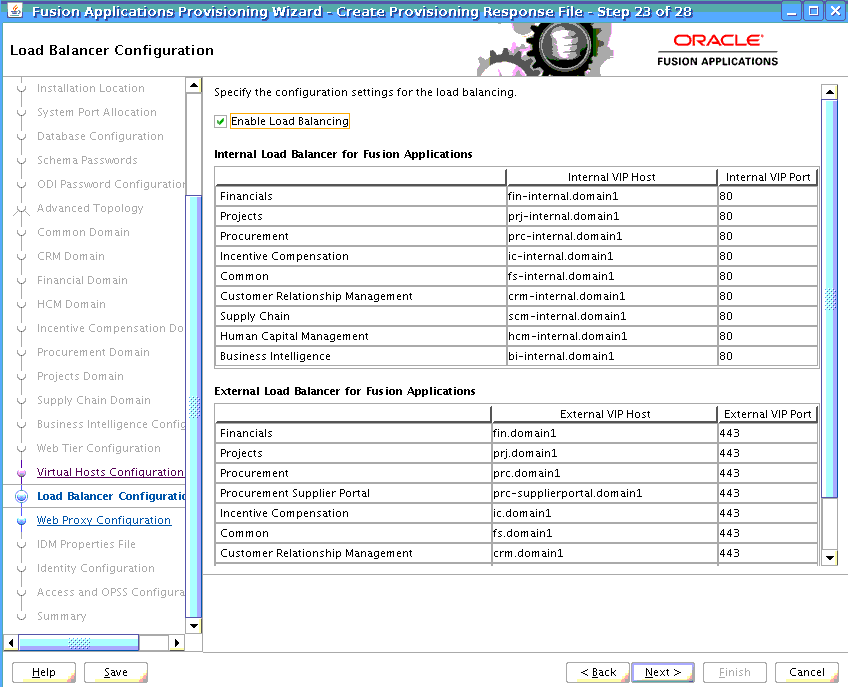 Fusion Applications Provisioning Wizard - Create Provisioning Response File - Step 23 of 28
Load Balancer Configuration
ORACLE
FUSION APPLICATIONS
Installation Location
System Port Allocation
Database Configuration
Schema Passwords
ODI Password Configuration
Advanced Topology
Common Domain
CRM Domain
Financial Domain
HCM Domain
Incentive Compensation Do
Procurement Domain
Projects Domain
Supply Chain Domain
Business Intelligence Config
Web Tier Configuration
Virtual Hosts Configuration
Load Balancer Configuratio
Web Proxy Configuration
IDM Properties File
Identity Configuration
Access and OPSS Configura
Summary
Specify the configuration settings for the load balancing.
Enable Load Balancing
Internal Load Balancer for Fusion Applications
Internal VIP Host Internal VIP Port
Financials fin-internal.domain1 80
Projects prj-internal.domain1 80
Procurement prc-internal.domain1 80
Incentive Compensation ic-internal.domain1 80
Common fs-internal.domain1 80
Customer Relationship Management crm-internal.domain1 80
Supply Chain scm-internal.domain1 80
Human Capital Management hcm-internal.domain1 80
Business Intelligence bi-internal.domain1 80
External Load Balancer for Fusion Applications
External VIP Host External VIP Port
Financials fin.domain1 443
Projects prj.domain1 443
Procurement prc.domain1 443
Procurement Supplier Portal prc-supplierportal.domain1 443
Incentive Compensation ic.domain1 443
Common fs.domain1 443
Customer Relationship Management crm.domain1 443
Help Save < Back Next > Finish Cancel